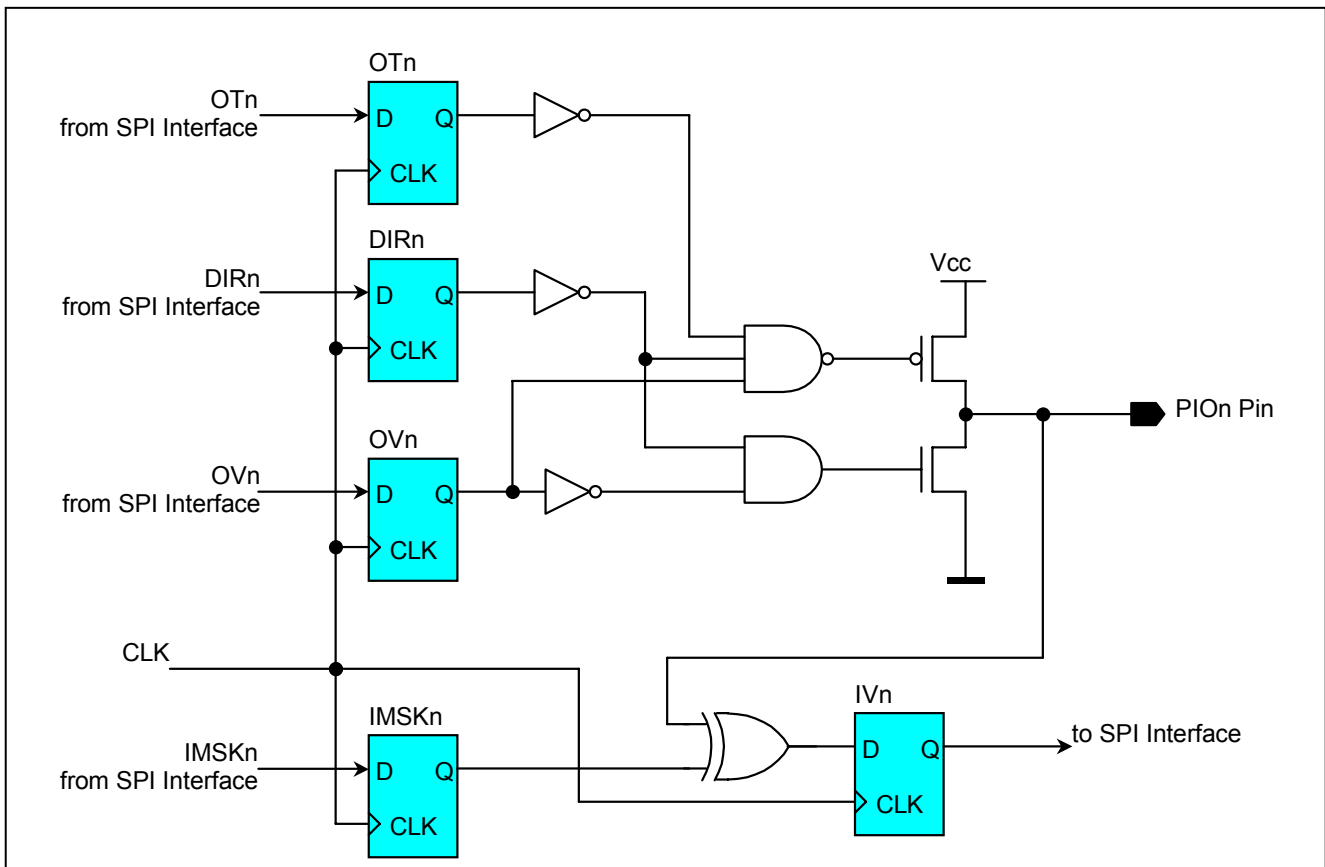 OTn
OTn
from SPI Interface
D
Q
CLK
DIRn
DIRn
from SPI Interface
D
Q
CLK
Vcc
PIOn Pin
OVn
OVn
from SPI Interface
D
Q
CLK
CLK
IMSKn
IMSKn
from SPI Interface
D
Q
CLK
IVn
D
Q
CLK
to SPI Interface